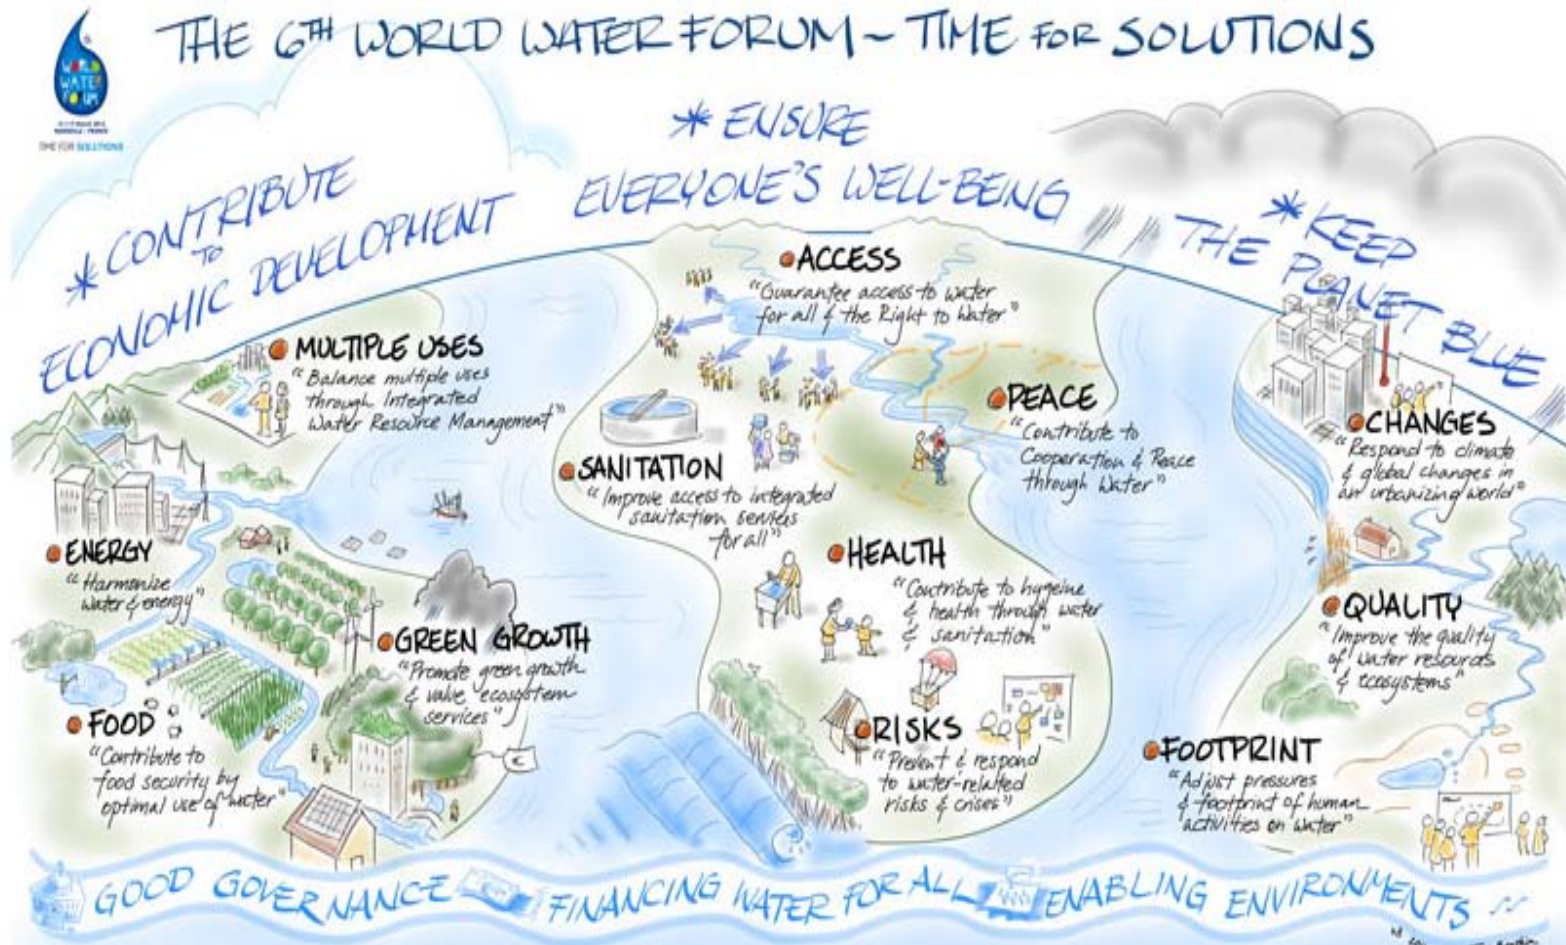 THE 6TH WORLD WATER FORUM ~ TIME FOR SOLUTIONS
WORLD
WATER
FORUM
TIME FOR SOLUTIONS
* CONTRIBUTE
TO
ECONOMIC DEVELOPMENT
* ENSURE
EVERYONE'S WELL-BEING
* KEEP
THE PLANET BLUE
MULTIPLE USES
"Balance multiple uses
through Integrated
Water Resource Management"
ENERGY
"Harmonize
water & energy"
GREEN GROWTH
"Promote green growth
& value ecosystem
services"
FOOD
"Contribute to
food security by
optimal use of water"
ACCESS
"Guarantee access to water
for all & the Right to Water"
PEACE
"Contribute to
Cooperation & Peace
through Water"
SANITATION
"Improve access to integrated
sanitation services
for all"
HEALTH
"Contribute to hygeine
& health through water
& sanitation"
RISKS
"Prevent & respond
to water-related
risks & crises"
CHANGES
"Respond to climate
& global changes in
an urbanizing world"
QUALITY
"Improve the quality
of water resources
& ecosystems"
FOOTPRINT
"Adjust pressures
& footprint of human
activities on water"
GOOD GOVERNANCE FINANCING WATER FOR ALL ENABLING ENVIRONMENTS